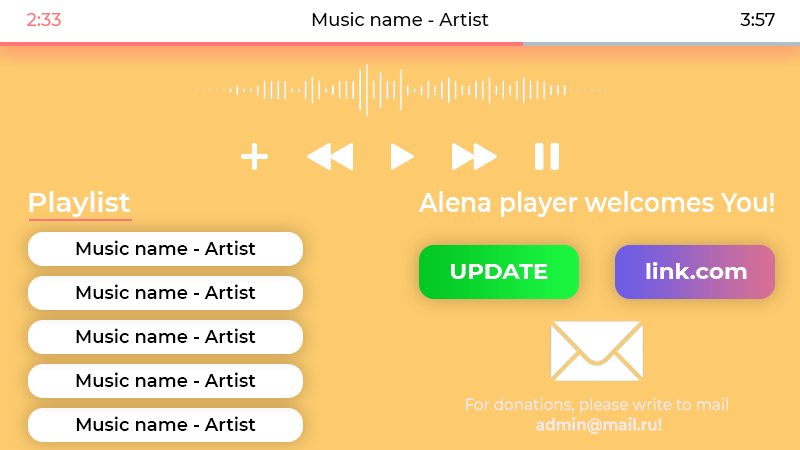 2:33
Music name - Artist
3:57
Playlist
Music name - Artist
Music name - Artist
Music name - Artist
Music name - Artist
Music name - Artist
Alena player welcomes You!
UPDATE
link.com
For donations, please write to mail
admin@mail.ru!